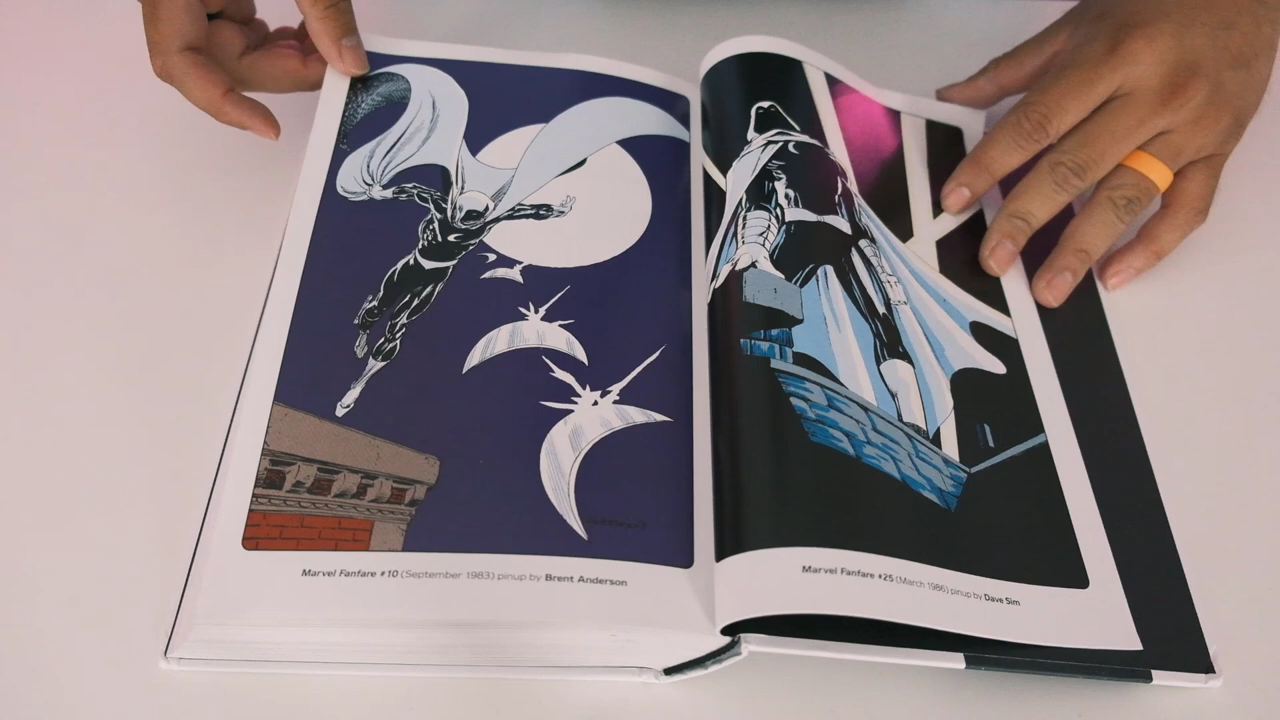 Marvel Fanfare #10 (September 1983) pinup by Brent Anderson
Marvel Fanfare #25 (March 1986) pinup by Dave Sim